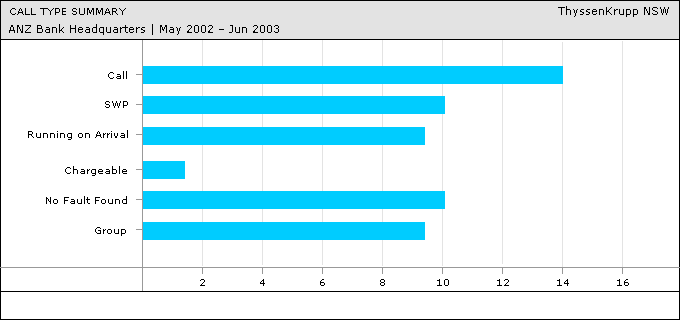 CALL TYPE SUMMARY ThyssenKrupp NSW
ANZ Bank Headquarters | May 2002 – Jun 2003
Call
SWP
Running on Arrival
Chargeable
No Fault Found
Group
2 4 6 8 10 12 14 16